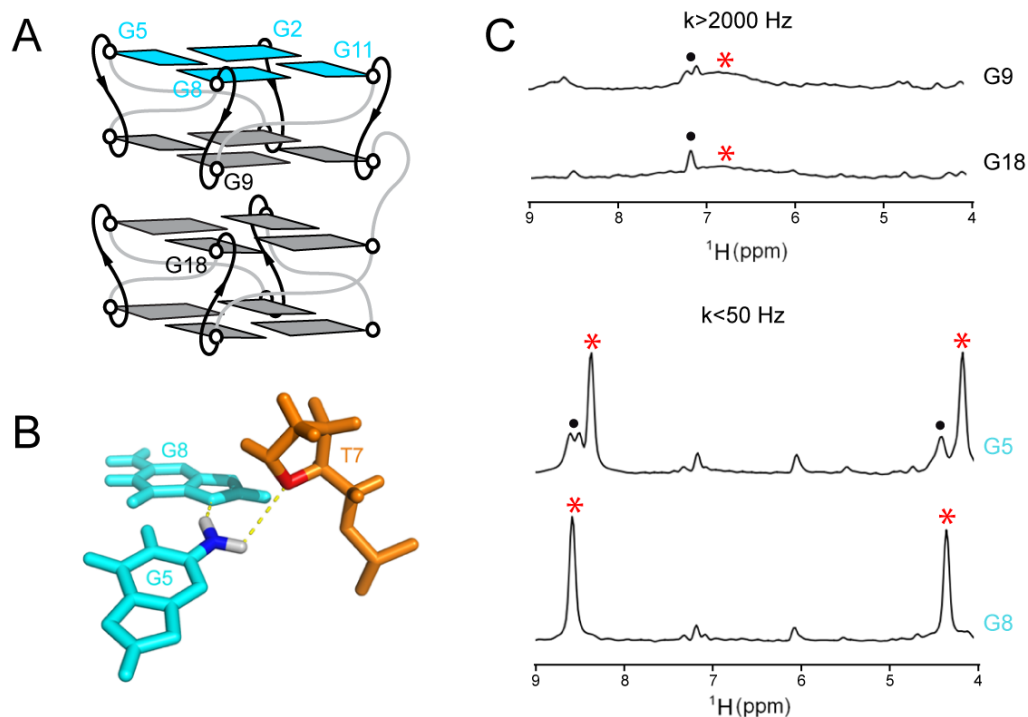 A
G5
G2
G11
G8
G9
G18
B
G8
T7
G5
C
k>2000 Hz
●
*
G9
●
*
G18
9 8 7 6 5 4
¹H (ppm)
k<50 Hz
*
*
●
●
G5
*
*
G8
9 8 7 6 5 4
¹H (ppm)